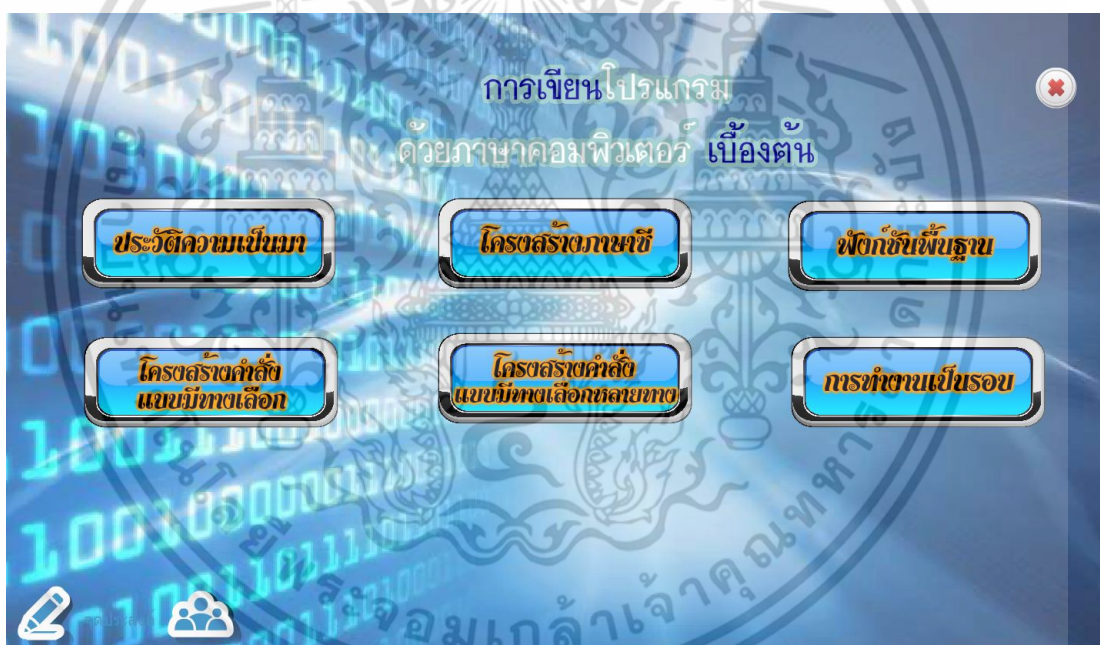 การเขียนโปรแกรม
ด้วยภาษาคอมพิวเตอร์ เบื้องต้น
ประวัติความเป็นมา
โครงสร้างภาษาซี
ฟังก์ชันพื้นฐาน
โครงสร้างคำสั่ง
แบบมีทางเลือก
โครงสร้างคำสั่ง
แบบมีทางเลือกหลายทาง
การทำงานเป็นรอบ